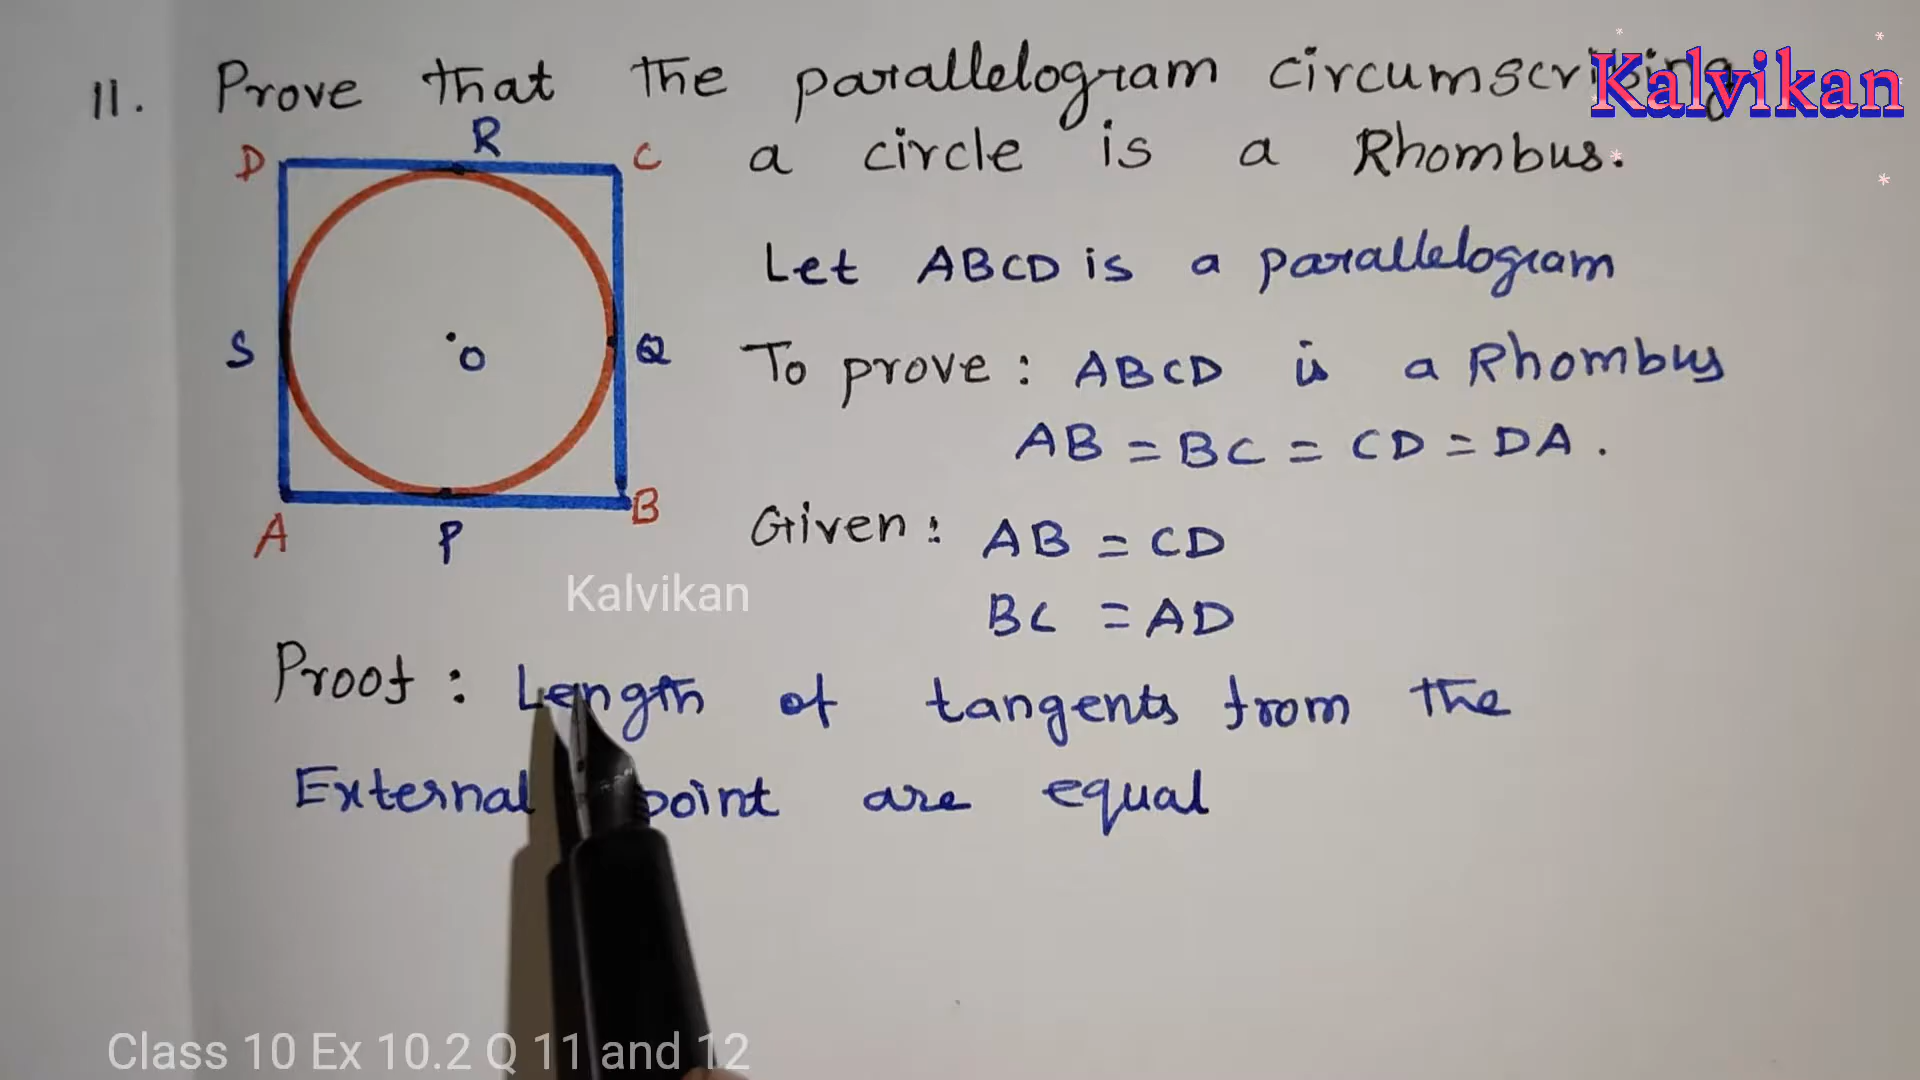 11. Prove that the parallelogram circumscribing
Kalvikan
a circle is a Rhombus.
D R C
S O Q
A P B
Let ABCD is a parallelogram
To prove : ABCD is a Rhombus
AB = BC = CD = DA .
Given : AB = CD
BC = AD
Kalvikan
Proof : Length of tangents from the
External point are equal
Class 10 Ex 10.2 Q 11 and 12